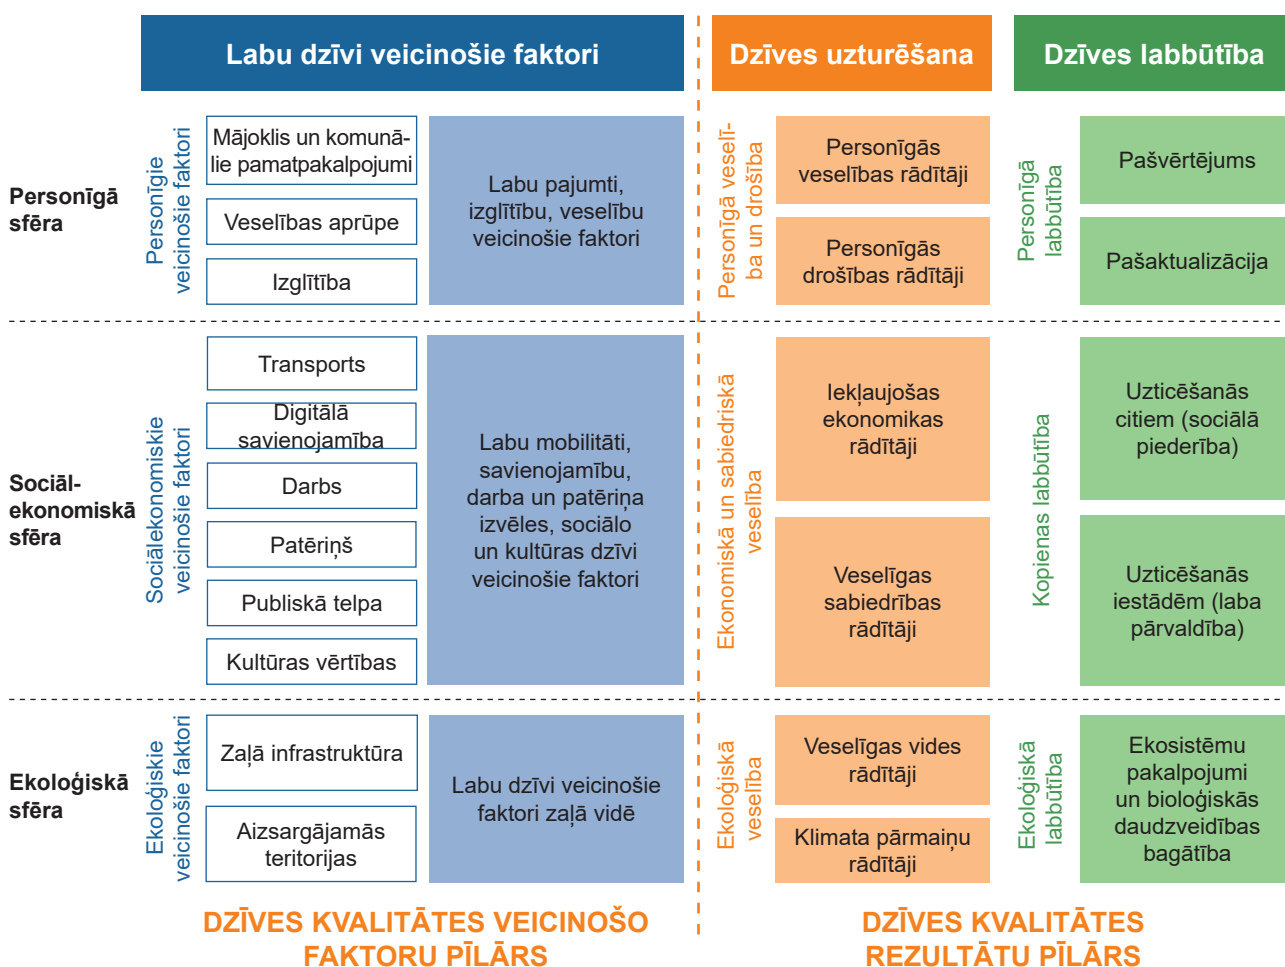 Labu dzīvi veicinošie faktori
Dzīves uzturēšana
Dzīves labbūtība
Personīgā
sfēra
Personīgie
veicinošie faktori
Mājoklis un komunā-
lie pamatpakalpojumi
Veselības aprūpe
Izglītība
Labu pajumti,
izglītību, veselību
veicinošie faktori
Personīgā veselī-
ba un drošība
Personīgās
veselības rādītāji
Personīgās
drošības rādītāji
Personīgā
labbūtība
Pašvērtējums
Pašaktualizācija
Sociāl-
ekonomiskā
sfēra
Sociālekonomiskie
veicinošie faktori
Transports
Digitālā
savienojamība
Darbs
Patēriņš
Publiskā telpa
Kultūras vērtības
Labu mobilitāti,
savienojamību,
darba un patēriņa
izvēles, sociālo
un kultūras dzīvi
veicinošie faktori
Ekonomiskā un sabiedriskā
veselība
Iekļaujošas
ekonomikas
rādītāji
Veselīgas
sabiedrības
rādītāji
Kopienas labbūtība
Uzticēšanās
citiem (sociālā
piederība)
Uzticēšanās
iestādēm (laba
pārvaldība)
Ekoloģiskā
sfēra
Ekoloģiskie
veicinošie faktori
Zaļā infrastruktūra
Aizsargājamās
teritorijas
Labu dzīvi veicinošie
faktori zaļā vidē
Ekoloģiskā
veselība
Veselīgas vides
rādītāji
Klimata pārmaiņu
rādītāji
Ekoloģiskā
labbūtība
Ekosistēmu
pakalpojumi
un bioloģiskās
daudzveidības
bagātība
DZĪVES KVALITĀTES VEICINOŠO
FAKTORU PĪLĀRS
DZĪVES KVALITĀTES
REZULTĀTU PĪLĀRS